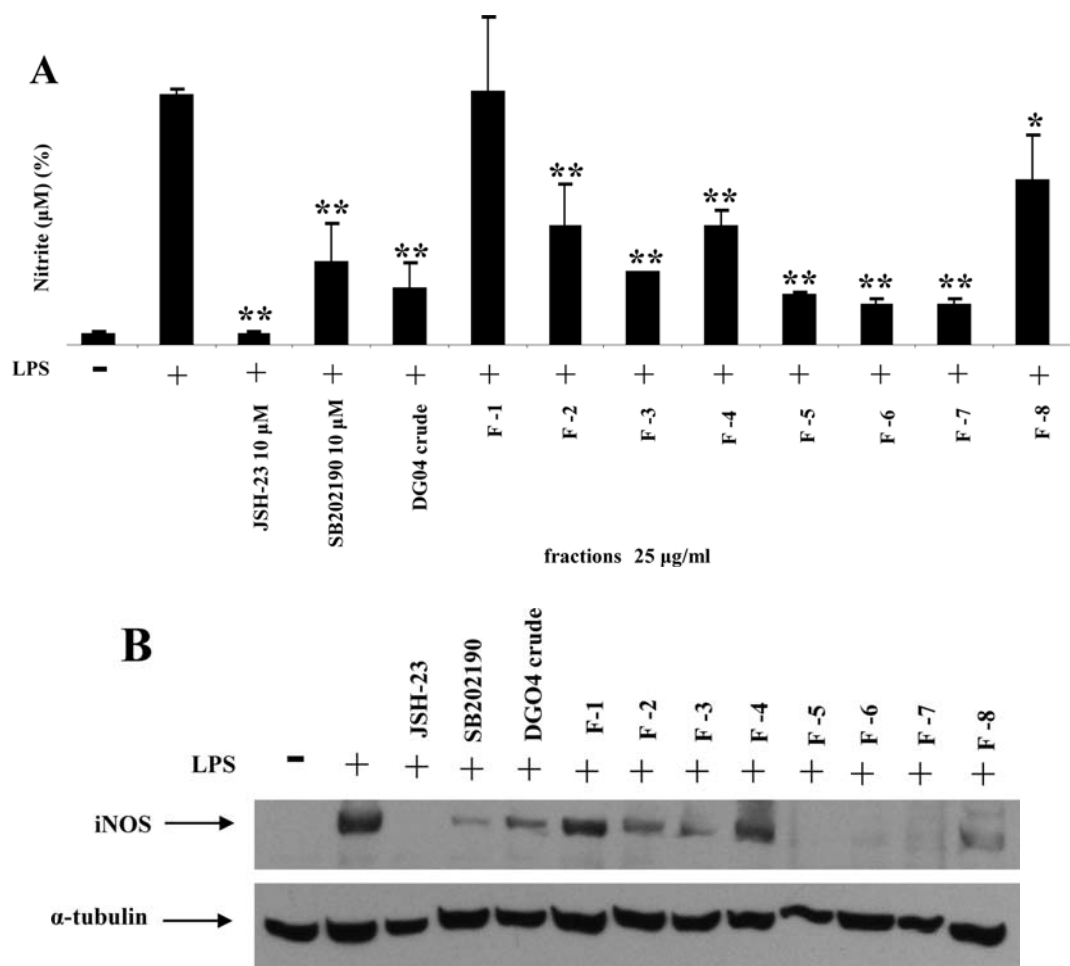 A
Nitrite (µM) (%)
** ** ** ** ** ** ** ** ** *
LPS - + + + + + + + + + + + +
JSH-23 10 µM
SB202190 10 µM
DG04 crude
F -1
F -2
F -3
F -4
F -5
F -6
F -7
F -8
fractions 25 µg/ml
B
JSH-23
SB202190
DGO4 crude
F-1
F -2
F -3
F -4
F -5
F -6
F -7
F -8
LPS - + + + + + + + + + + + +
iNOS
α-tubulin